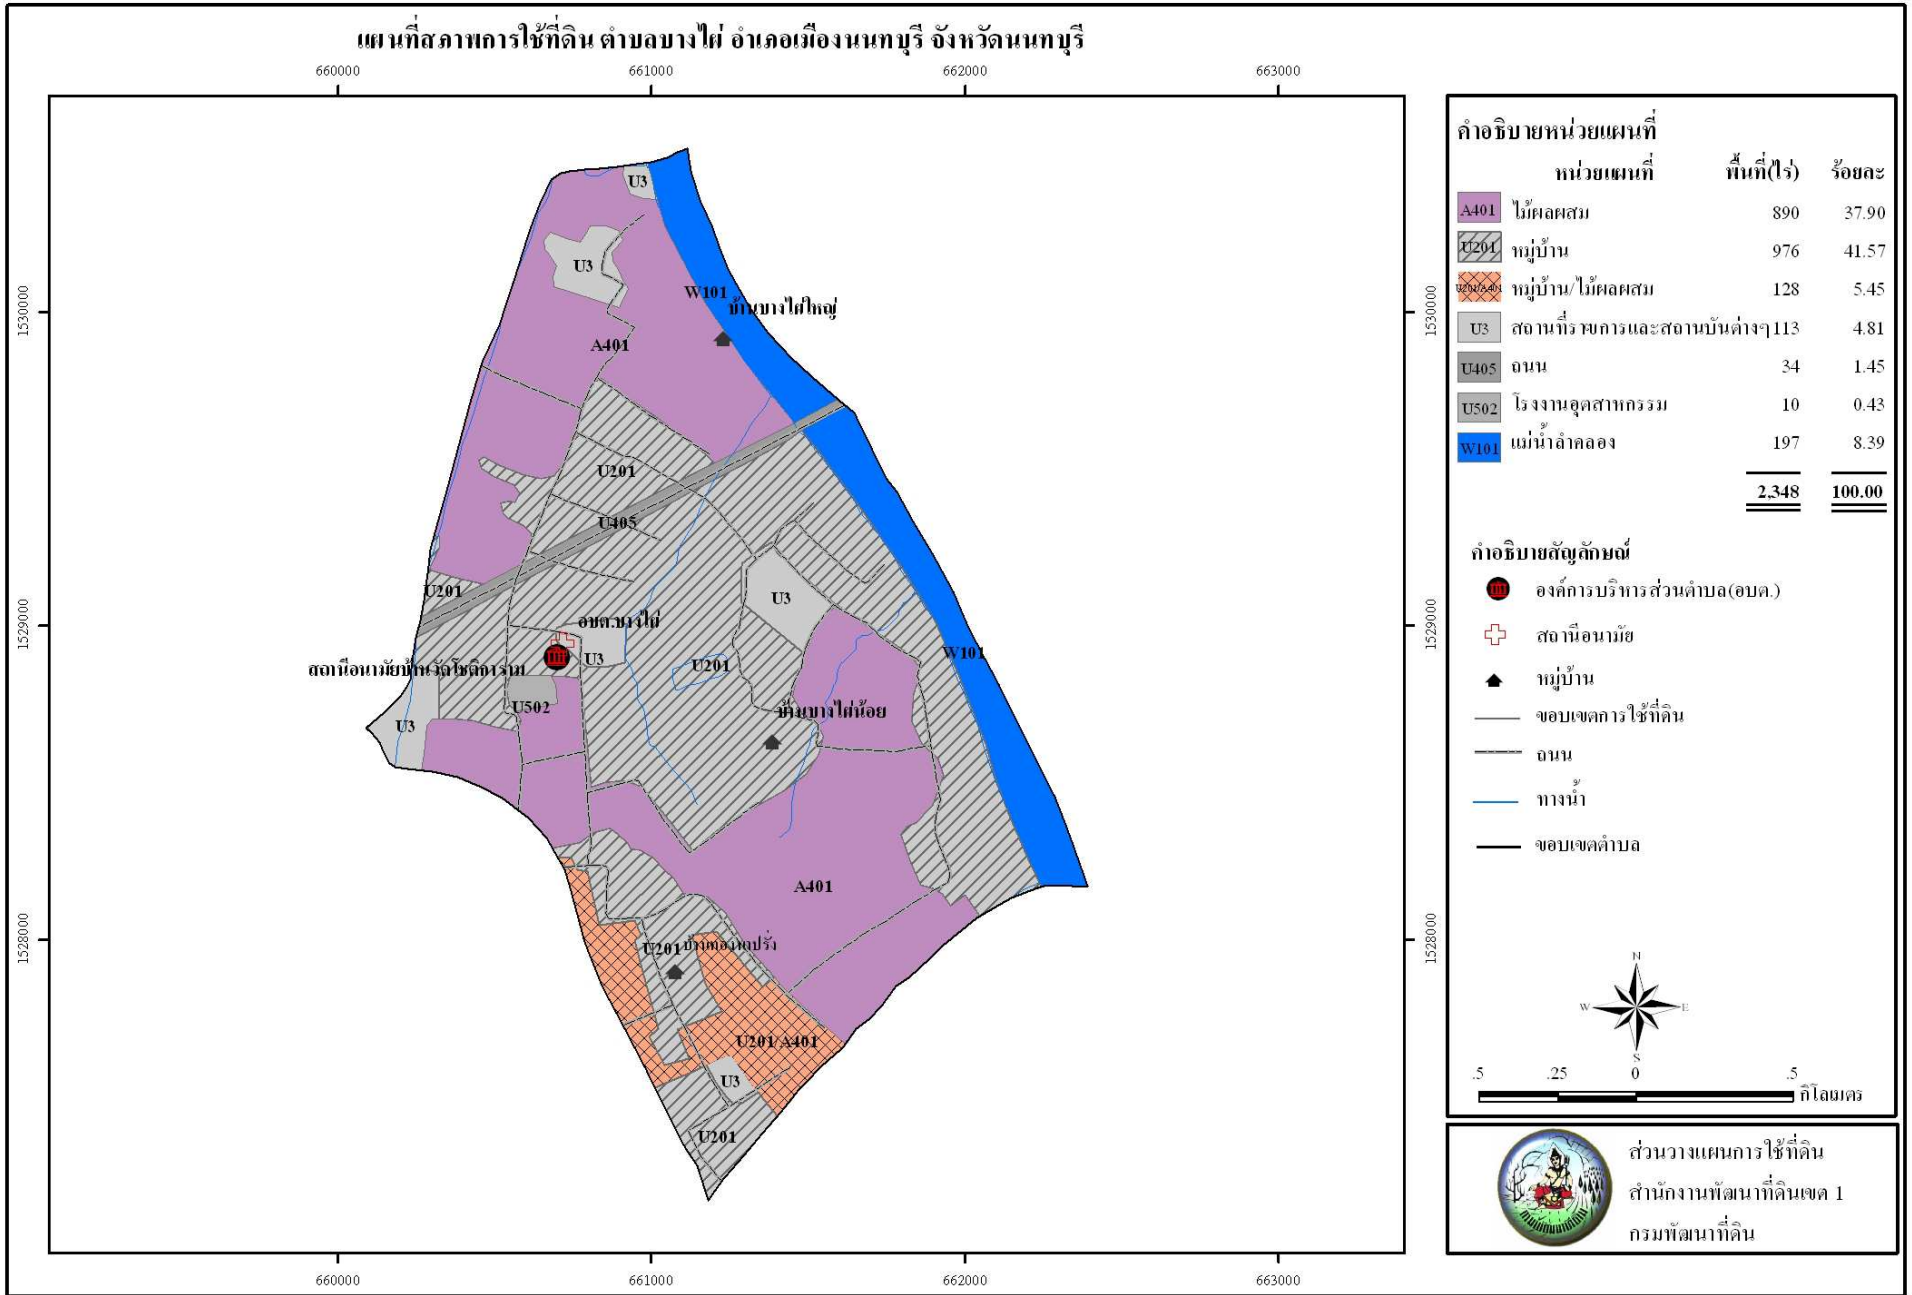 แผนที่สภาพการใช้ที่ดิน ตำบลบางไผ่ อำเภอเมืองนนทบุรี จังหวัดนนทบุรี
660000 661000 662000 663000
คำอธิบายหน่วยแผนที่
หน่วยแผนที่ พื้นที่(ไร่) ร้อยละ
A401 ไม้ผลผสม 890 37.90
U201 หมู่บ้าน 976 41.57
U201/A401 หมู่บ้าน/ไม้ผลผสม 128 5.45
U3 สถานที่ราชการและสถานบันต่างๆ 113 4.81
U405 ถนน 34 1.45
U502 โรงงานอุตสาหกรรม 10 0.43
W101 แม่น้ำลำคลอง 197 8.39
2,348 100.00
คำอธิบายสัญลักษณ์
องค์การบริหารส่วนตำบล(อบต.)
สถานีอนามัย
หมู่บ้าน
ขอบเขตการใช้ที่ดิน
ถนน
ทางน้ำ
ขอบเขตตำบล
N
W E
S
.5 .25 0 .5
กิโลเมตร
ส่วนวางแผนการใช้ที่ดิน
สำนักงานพัฒนาที่ดินเขต 1
กรมพัฒนาที่ดิน
U3
U3
W101
บ้านบางไผ่ใหญ่
1530000 1530000
A401
U201
U405
U201
U3
1529000 1529000
อบต.บางไผ่
U3
U201
W101
สถานีอนามัยบ้านวัดโชติการาม
U502
บ้านบางไผ่น้อย
U3
A401
1528000 1528000
U201
U201/A401
U3
U201
660000 661000 662000 663000